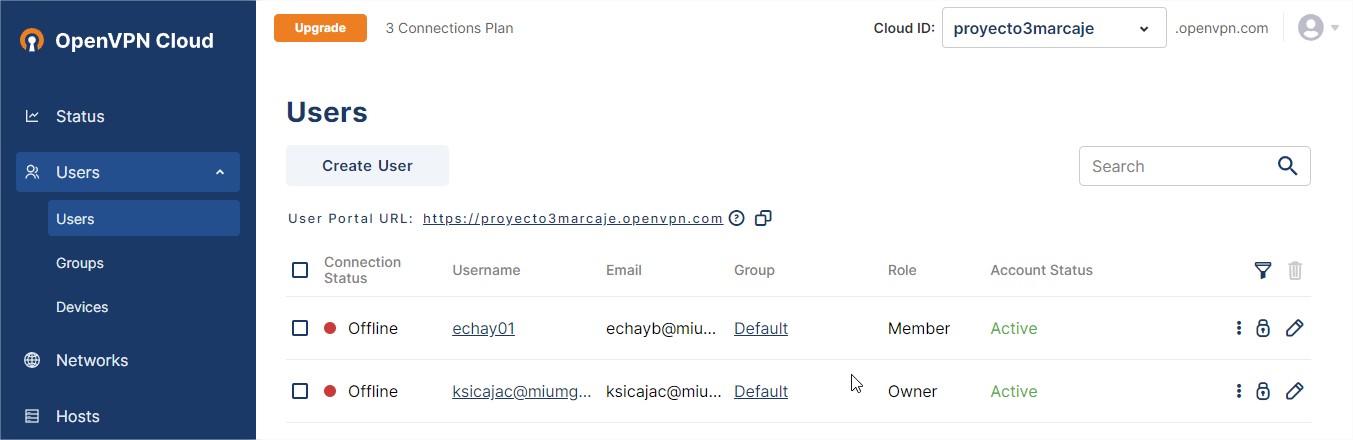 OpenVPN Cloud
Upgrade
3 Connections Plan
Cloud ID:
proyecto3marcaje
.openvpn.com
Status
Users
Users
Groups
Devices
Networks
Hosts
Users
Create User
Search
User Portal URL: https://proyecto3marcaje.openvpn.com ?
Connection Status Username Email Group Role Account Status
Offline echay01 echayb@miu... Default Member Active
Offline ksicajac@miumg... ksicajac@miu... Default Owner Active